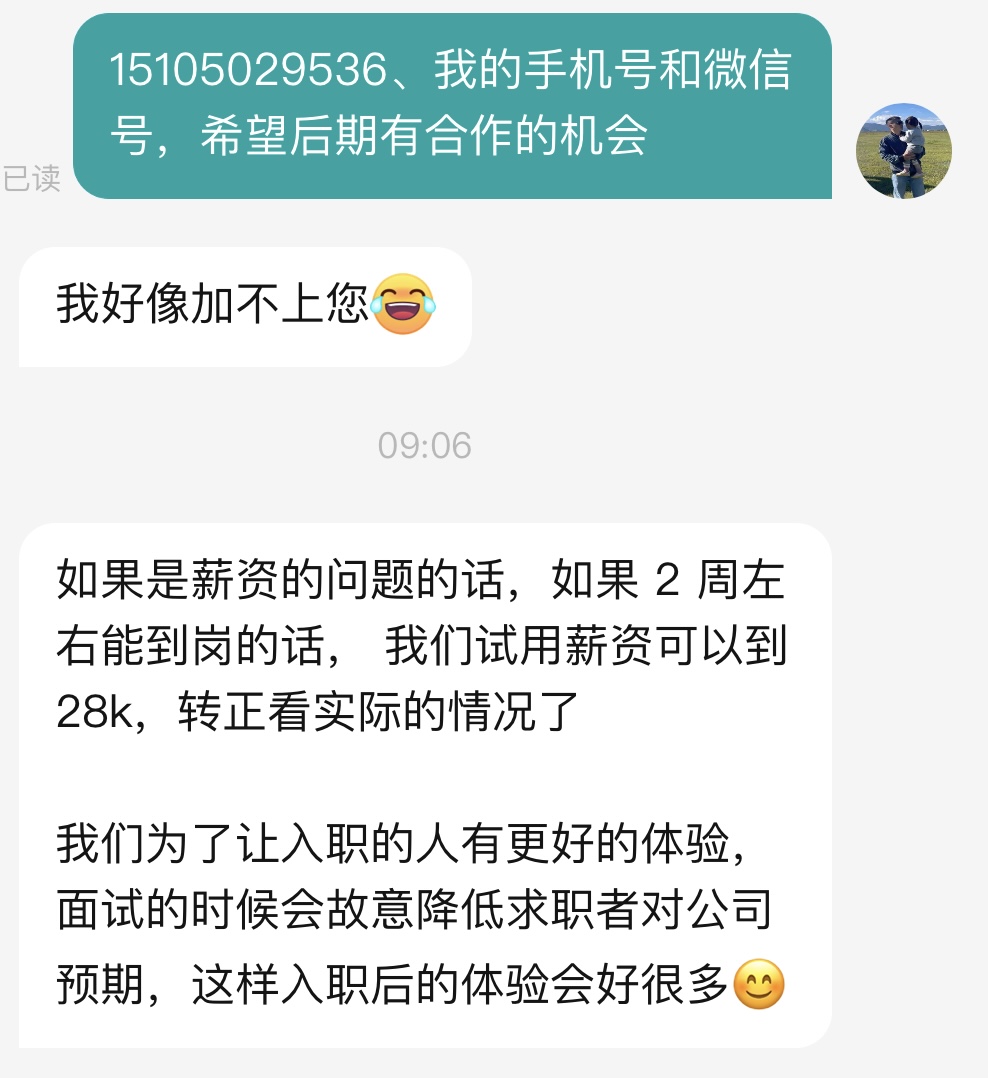 15105029536、我的手机号和微信
号，希望后期有合作的机会
已读
我好像加不上您😂
09:06
如果是薪资的问题的话，如果 2 周左
右能到岗的话， 我们试用薪资可以到
28k，转正看实际的情况了
我们为了让入职的人有更好的体验，
面试的时候会故意降低求职者对公司
预期，这样入职后的体验会好很多😊